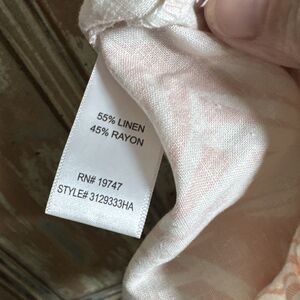 55% LINEN
45% RAYON
RN# 19747
STYLE# 3129333HA